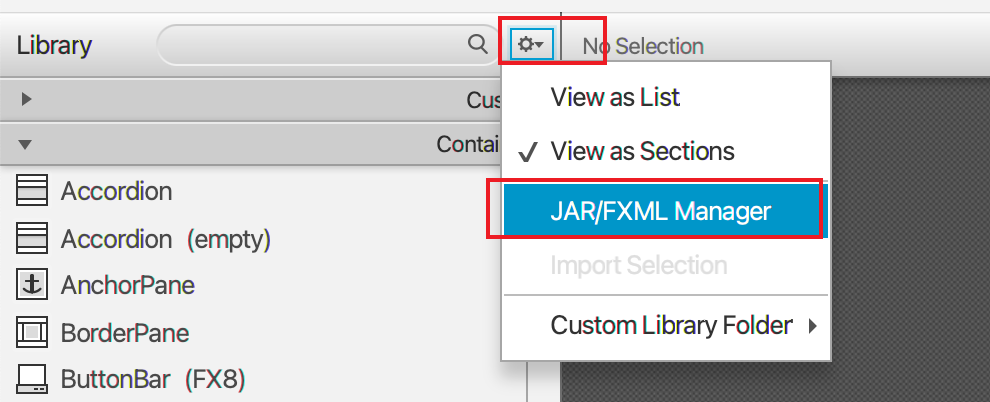 Library
No Selection
Cus
Contai
View as List
View as Sections
JAR/FXML Manager
Import Selection
Custom Library Folder
Accordion
Accordion (empty)
AnchorPane
BorderPane
ButtonBar (FX8)